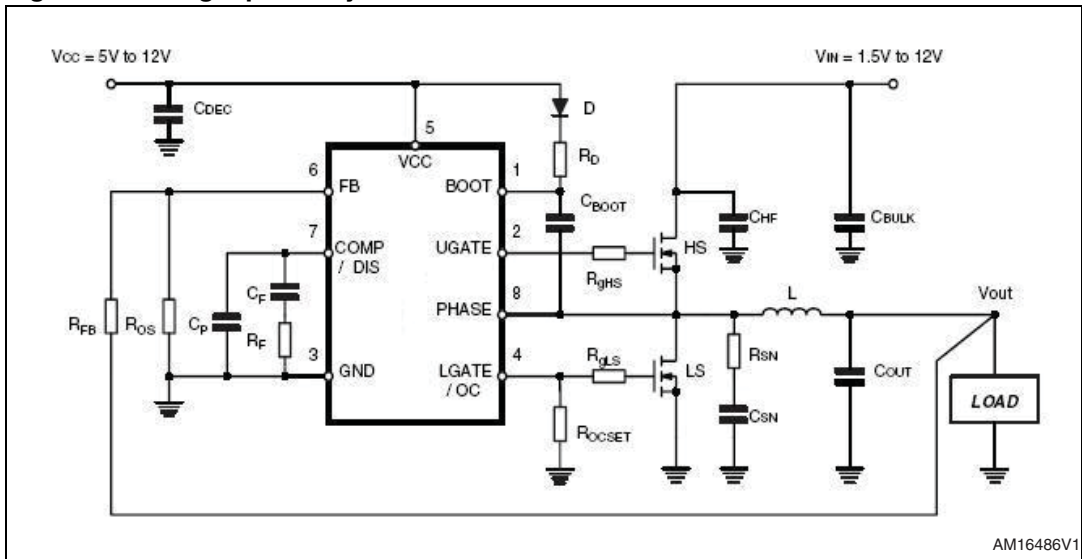 Vcc = 5V to 12V
VIN = 1.5V to 12V
CDEC
D
5
VCC
RD
6
FB
BOOT
1
CBOOT
CHF
CBULK
7
COMP
/ DIS
UGATE
2
RgHS
HS
CF
PHASE
8
L
Vout
RFB
ROS
CP
RF
3
GND
LGATE
/ OC
4
RgLS
LS
RSN
COUT
LOAD
ROCSET
CSN
AM16486V1